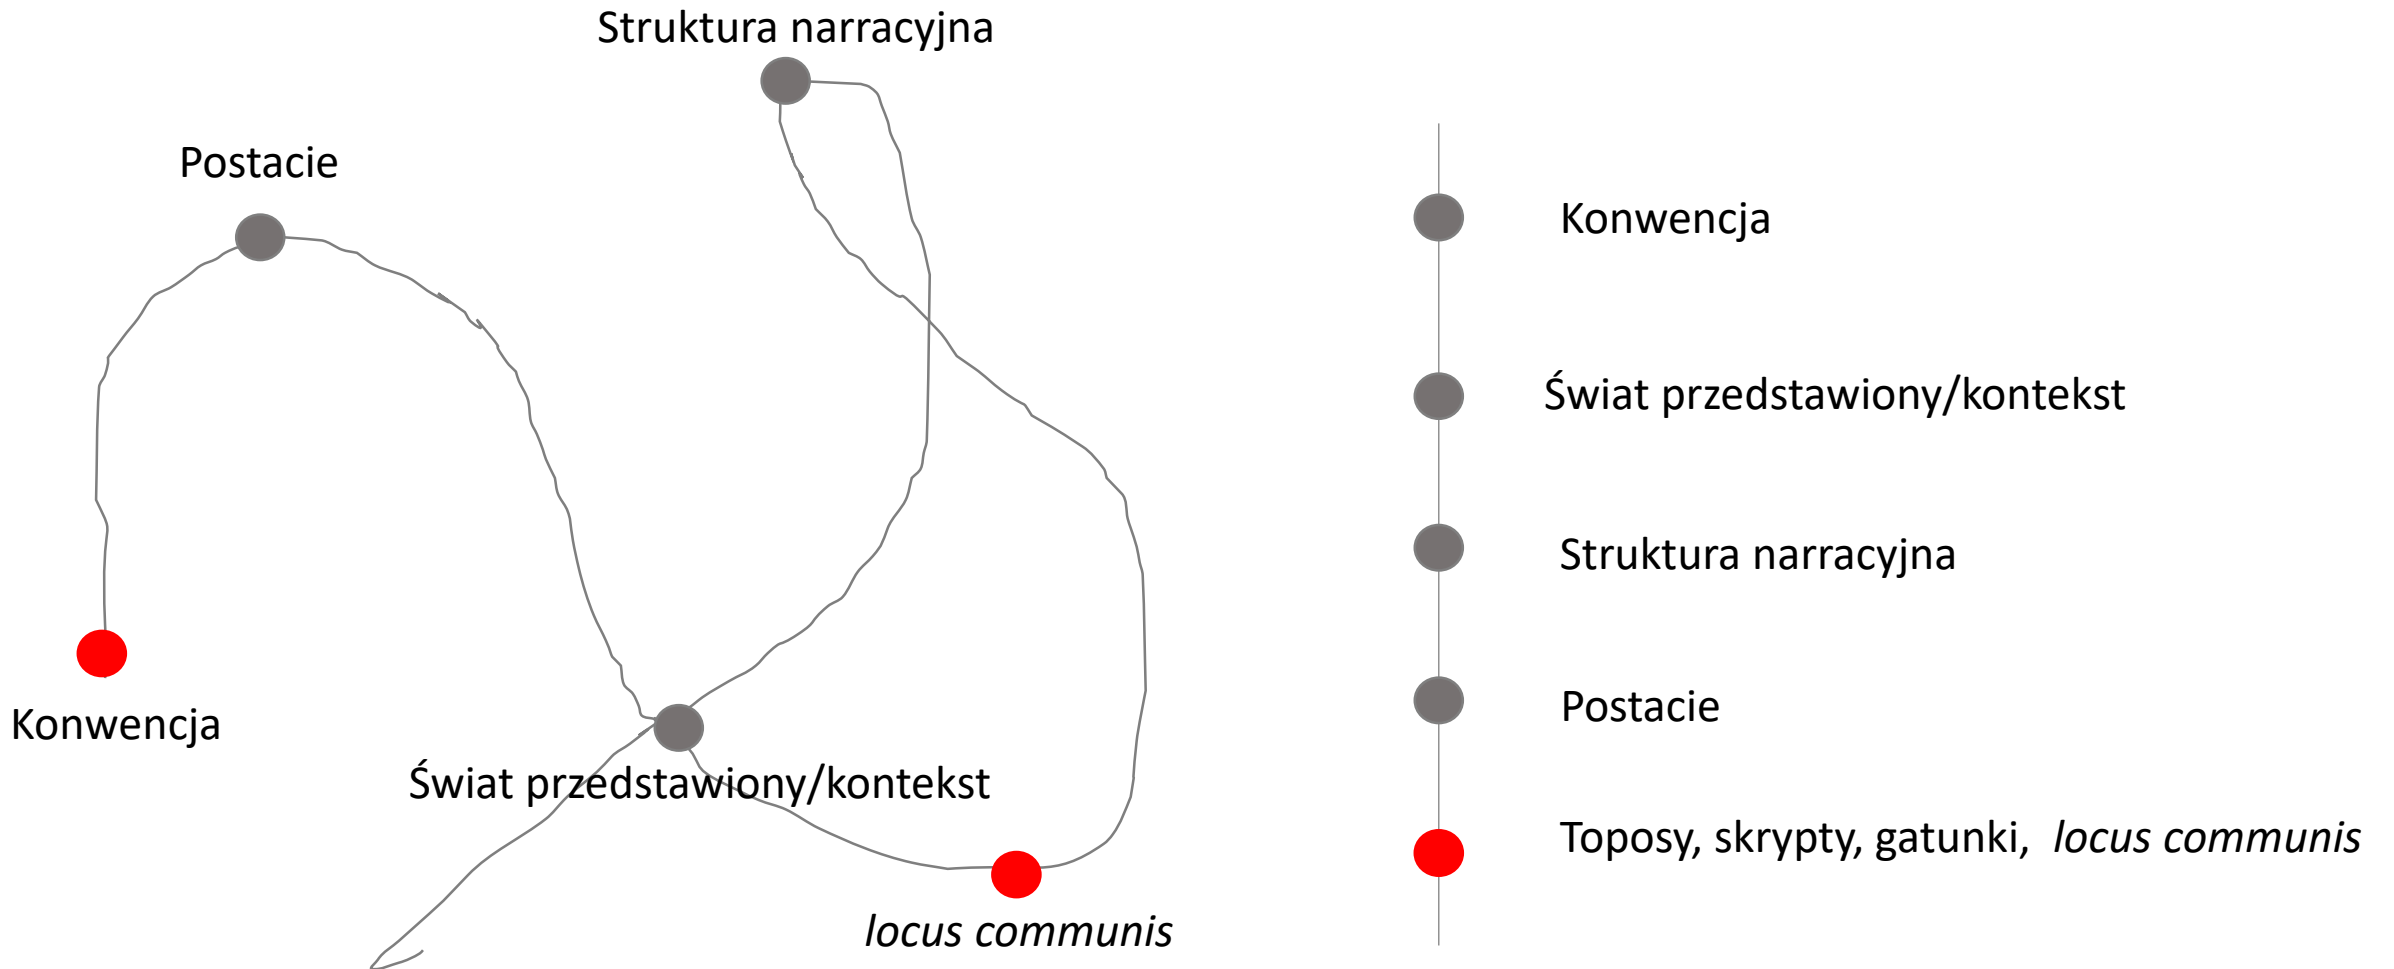 Struktura narracyjna
Postacie
Konwencja
Świat przedstawiony/kontekst
locus communis
Konwencja
Świat przedstawiony/kontekst
Struktura narracyjna
Postacie
Toposy, skrypty, gatunki, locus communis